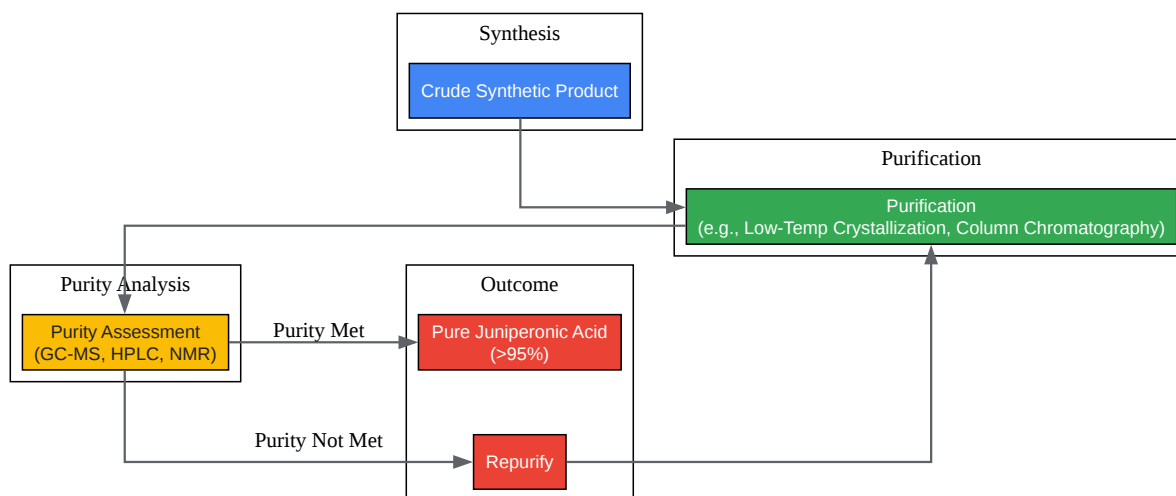 Synthesis
Crude Synthetic Product
Purification
Purification
(e.g., Low-Temp Crystallization, Column Chromatography)
Purity Analysis
Purity Assessment
(GC-MS, HPLC, NMR)
Purity Met
Outcome
Pure Juniperonic Acid
(>95%)
Purity Not Met
Repurify